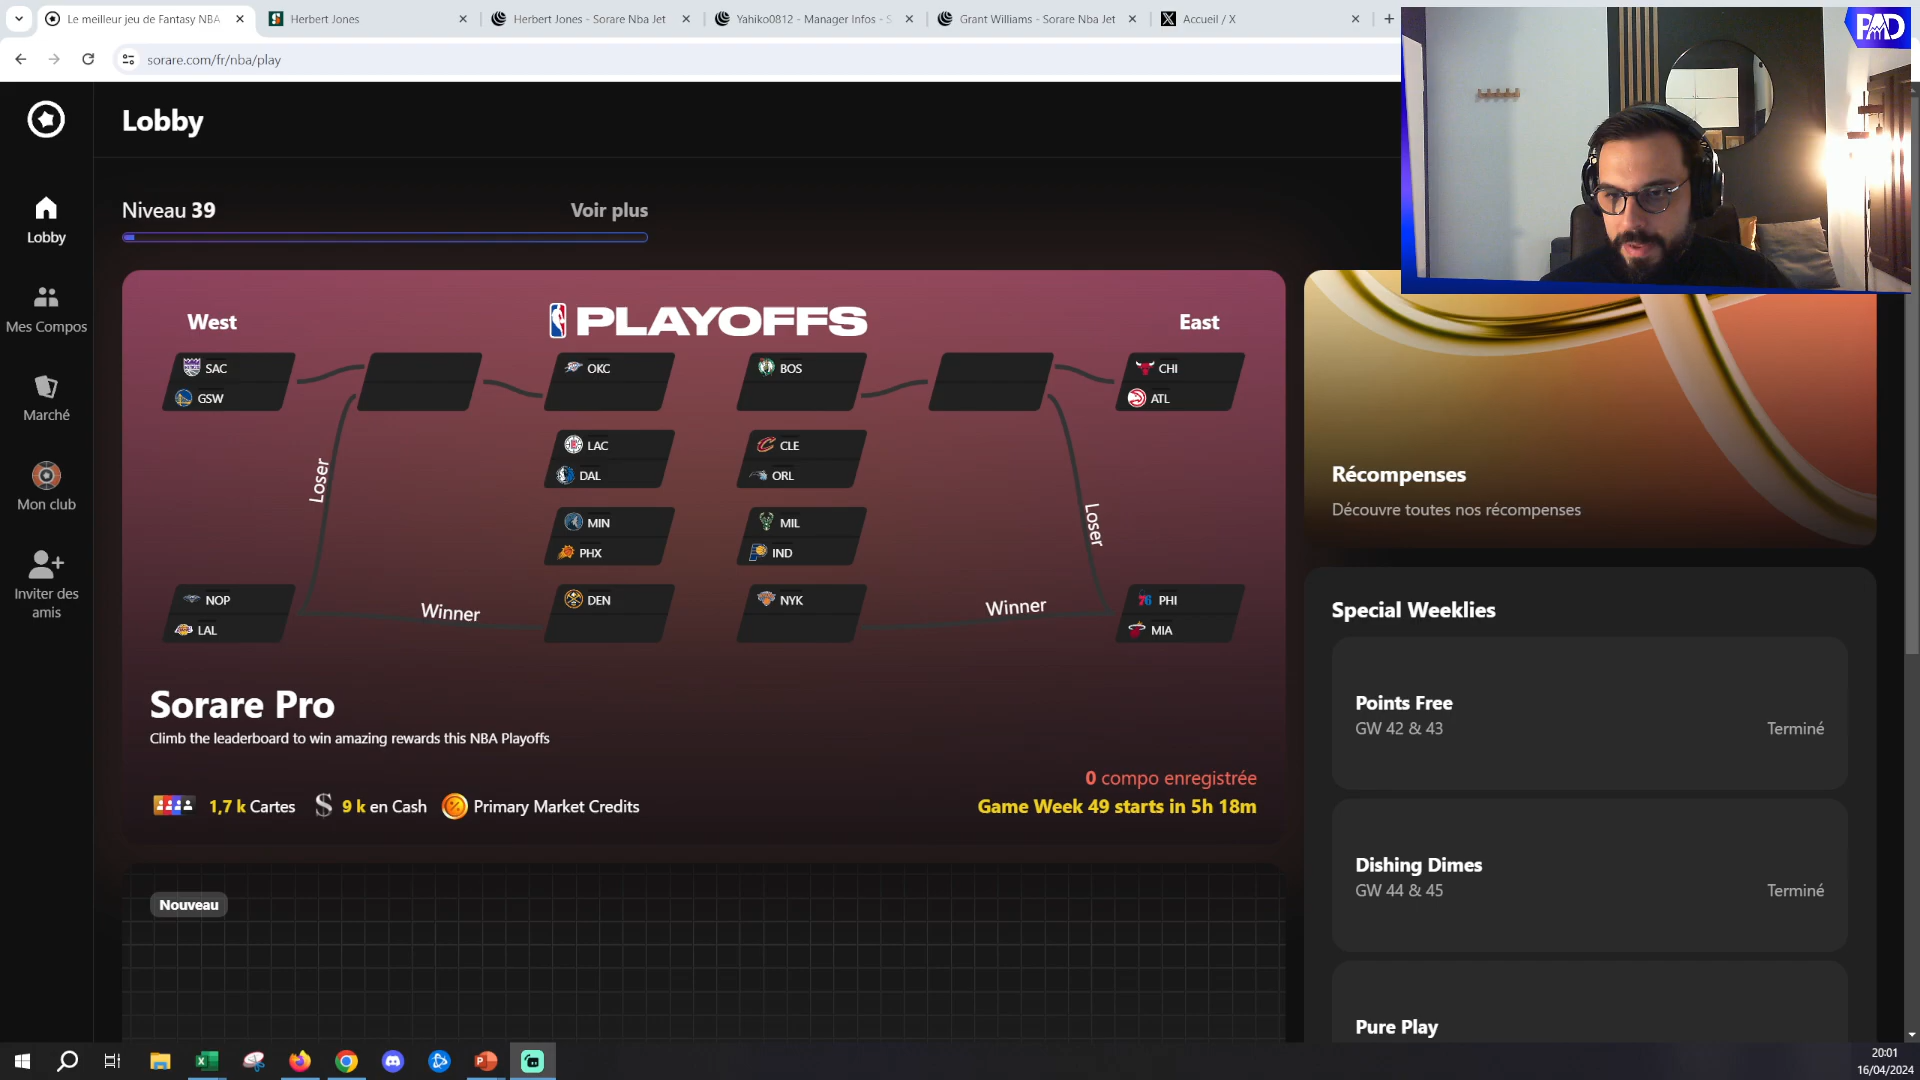 Le meilleur jeu de Fantasy NBA
Herbert Jones
Herbert Jones - Sorare Nba Jet
Yahiko0812 - Manager Infos - S
Grant Williams - Sorare Nba Jet
Accueil / X
sorare.com/fr/nba/play
PMD
Lobby
Lobby
Mes Compos
Marché
Mon club
Inviter des
amis
Niveau 39
Voir plus
West
PLAYOFFS
East
SAC
GSW
OKC
BOS
CHI
ATL
LAC
DAL
CLE
ORL
Loser
Loser
MIN
PHX
MIL
IND
NOP
LAL
Winner
DEN
NYK
Winner
PHI
MIA
Sorare Pro
Climb the leaderboard to win amazing rewards this NBA Playoffs
1,7 k Cartes
9 k en Cash
Primary Market Credits
0 compo enregistrée
Game Week 49 starts in 5h 18m
Nouveau
Récompenses
Découvre toutes nos récompenses
Special Weeklies
Points Free
GW 42 & 43
Terminé
Dishing Dimes
GW 44 & 45
Terminé
Pure Play
20:01
16/04/2024